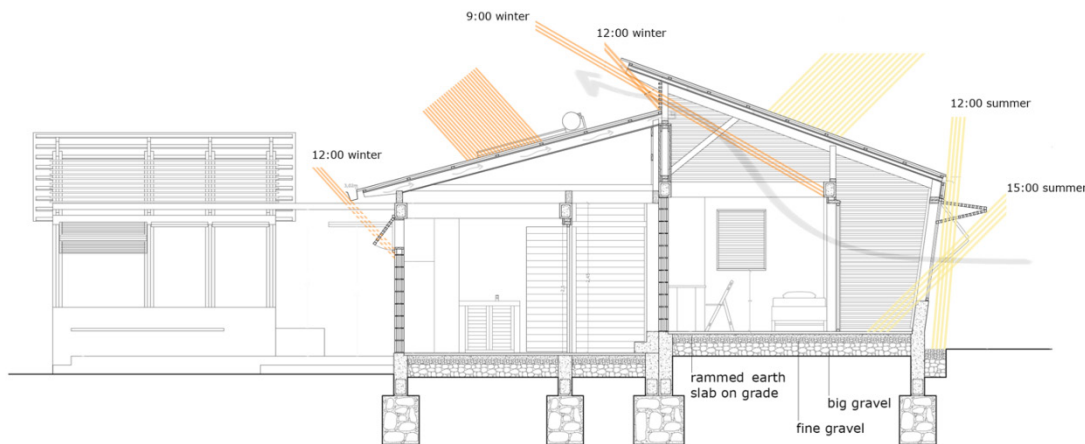 9:00 winter
12:00 winter
12:00 summer
12:00 winter
15:00 summer
rammed earth
slab on grade
big gravel
fine gravel